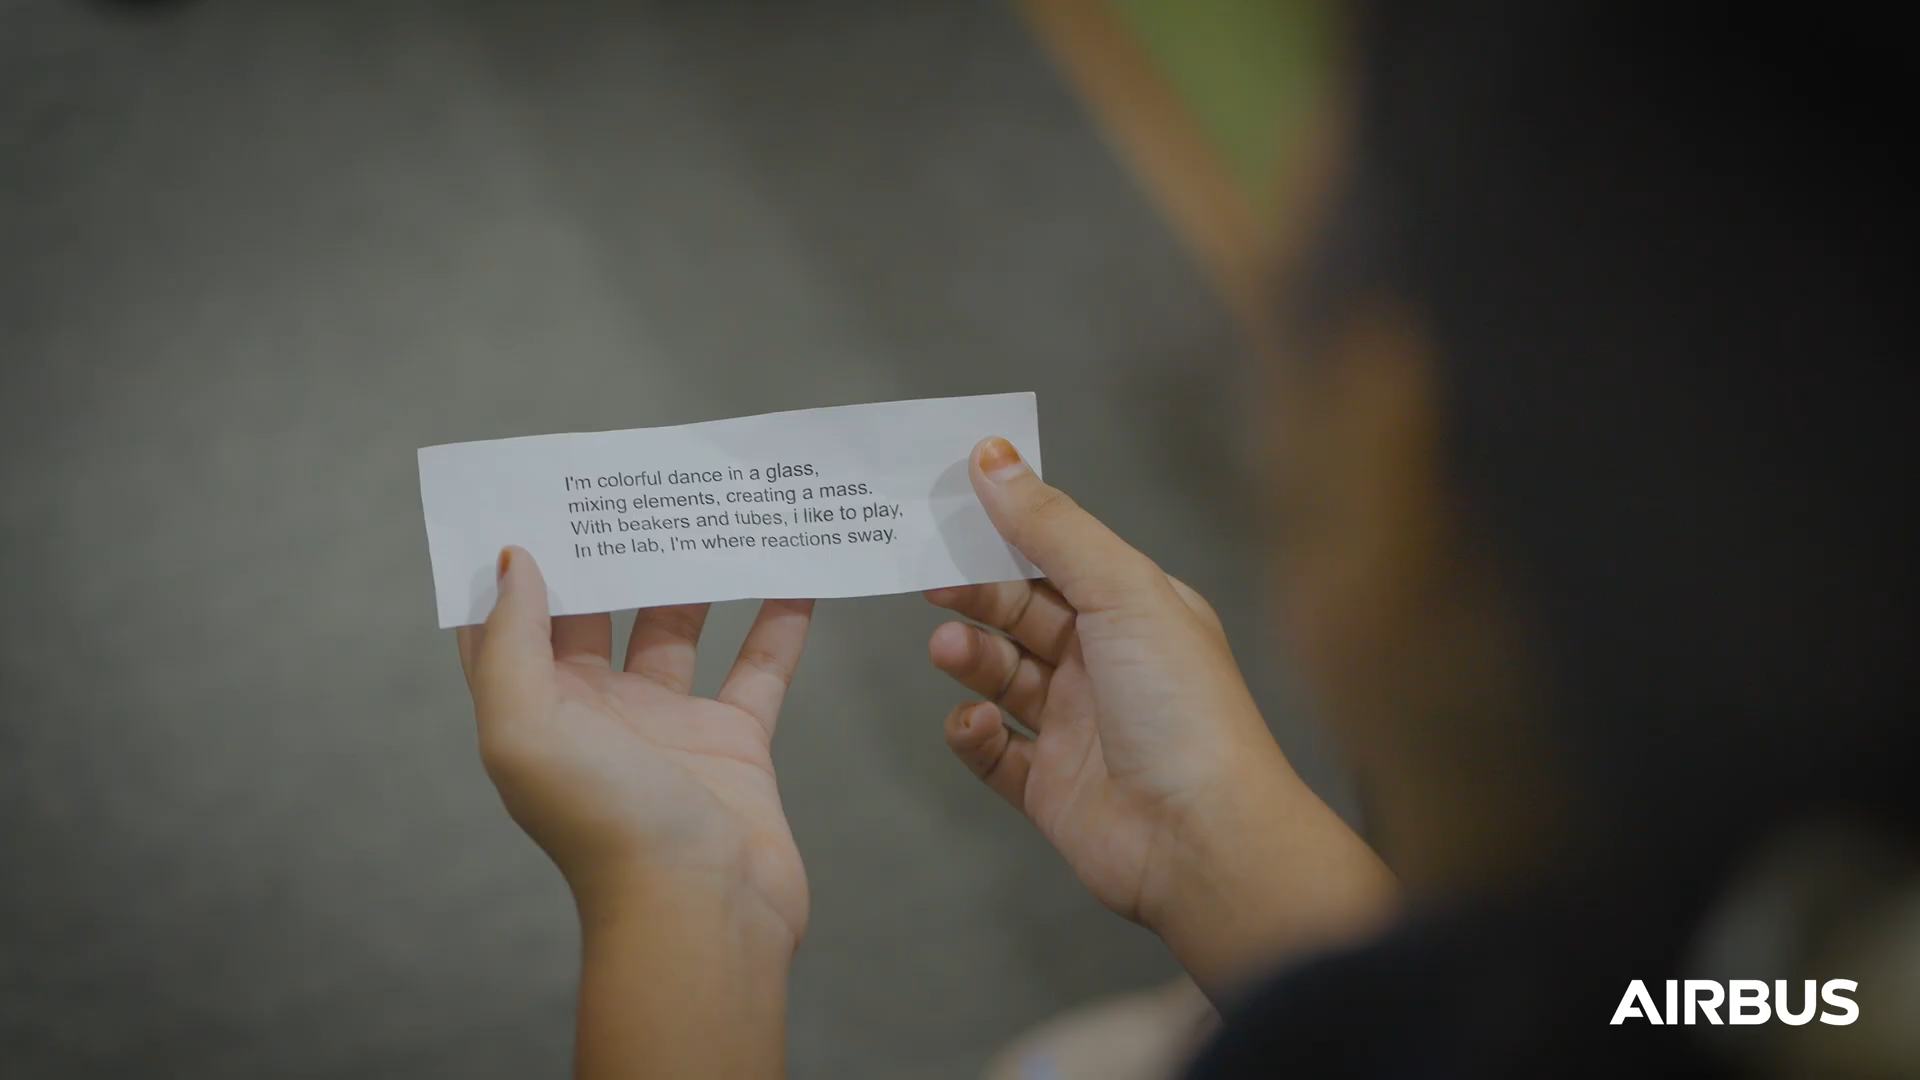 I'm colorful dance in a glass,
mixing elements, creating a mass.
With beakers and tubes, i like to play,
In the lab, I'm where reactions sway.
AIRBUS